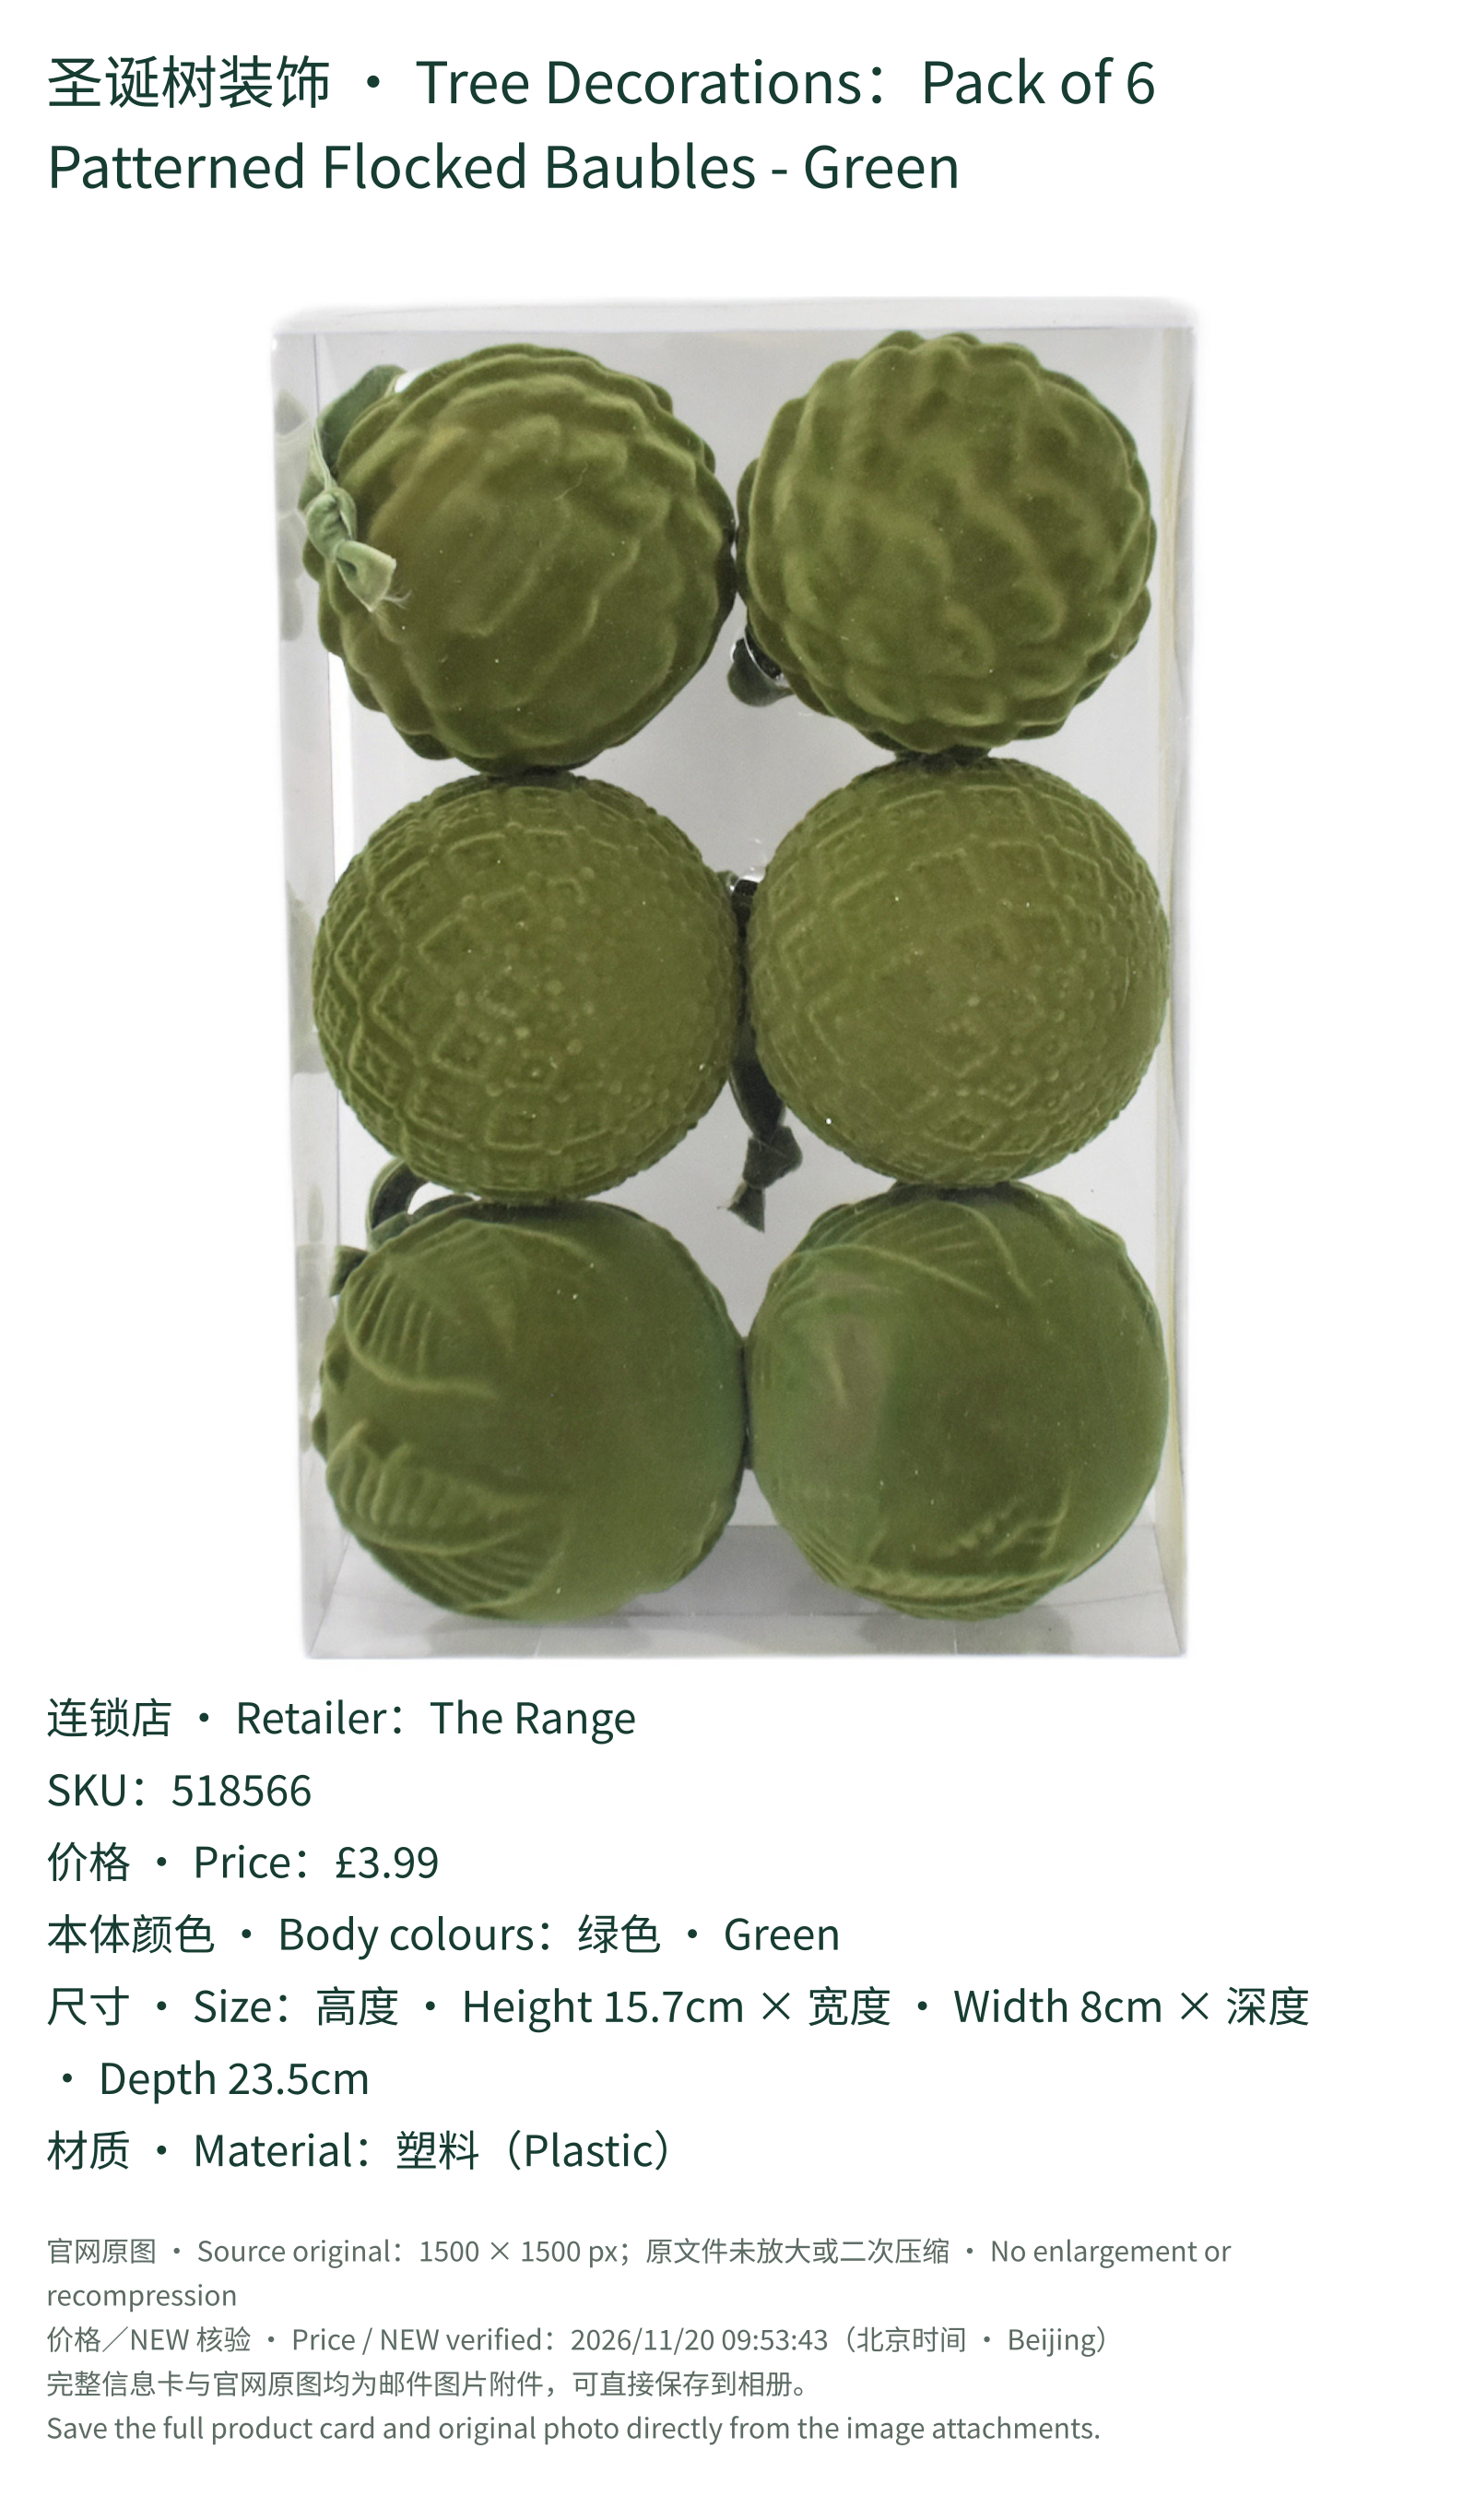 圣诞树装饰 • Tree Decorations：Pack of 6
Patterned Flocked Baubles - Green
连锁店 • Retailer：The Range
SKU：518566
价格 • Price：£3.99
本体颜色 • Body colours：绿色 • Green
尺寸 • Size：高度 • Height 15.7cm × 宽度 • Width 8cm × 深度
• Depth 23.5cm
材质 • Material：塑料（Plastic）
官网原图 • Source original：1500 × 1500 px；原文件未放大或二次压缩 • No enlargement or
recompression
价格／NEW 核验 • Price / NEW verified：2026/11/20 09:53:43（北京时间 • Beijing）
完整信息卡与官网原图均为邮件图片附件，可直接保存到相册。
Save the full product card and original photo directly from the image attachments.